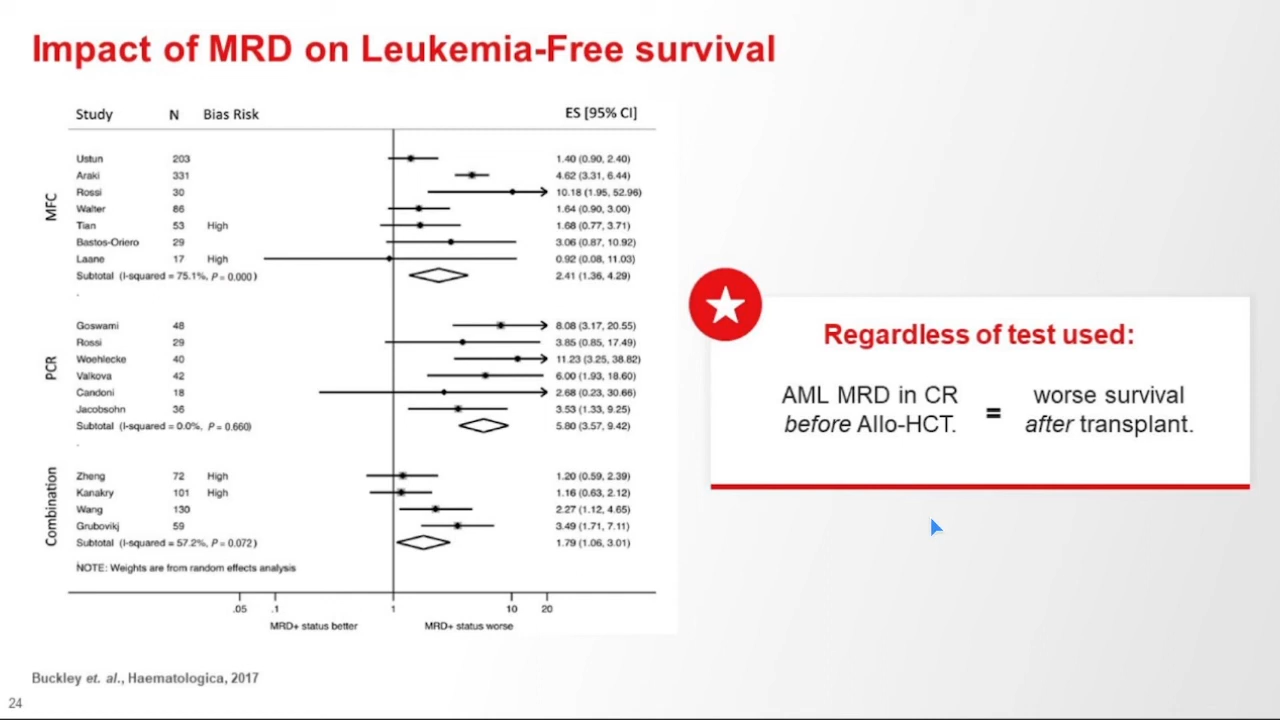 Impact of MRD on Leukemia-Free survival
Study N Bias Risk ES [95% CI]
MFC
Ustun 203 1.40 (0.90, 2.40)
Araki 331 4.62 (3.31, 6.44)
Rossi 30 10.18 (1.95, 52.96)
Walter 86 1.64 (0.90, 3.00)
Tian 53 High 1.68 (0.77, 3.71)
Bastos-Oriero 29 3.06 (0.87, 10.92)
Laane 17 High 0.92 (0.08, 11.03)
Subtotal (I-squared = 75.1%, P = 0.000) 2.41 (1.36, 4.29)
.
PCR
Goswami 48 8.08 (3.17, 20.55)
Rossi 29 3.85 (0.85, 17.49)
Woehlecke 40 11.23 (3.25, 38.82)
Valkova 42 6.00 (1.93, 18.60)
Candoni 18 2.68 (0.23, 30.66)
Jacobsohn 36 3.53 (1.33, 9.25)
Subtotal (I-squared = 0.0%, P = 0.660) 5.80 (3.57, 9.42)
.
Combination
Zheng 72 High 1.20 (0.59, 2.39)
Kanakry 101 High 1.16 (0.63, 2.12)
Wang 130 2.27 (1.12, 4.65)
Grubovikj 59 3.49 (1.71, 7.11)
Subtotal (I-squared = 57.2%, P = 0.072) 1.79 (1.06, 3.01)
NOTE: Weights are from random effects analysis
.05 .1 1 10 20
MRD+ status better MRD+ status worse
Regardless of test used:
AML MRD in CR
before Allo-HCT.
=
worse survival
after transplant.
Buckley et. al., Haematologica, 2017
24